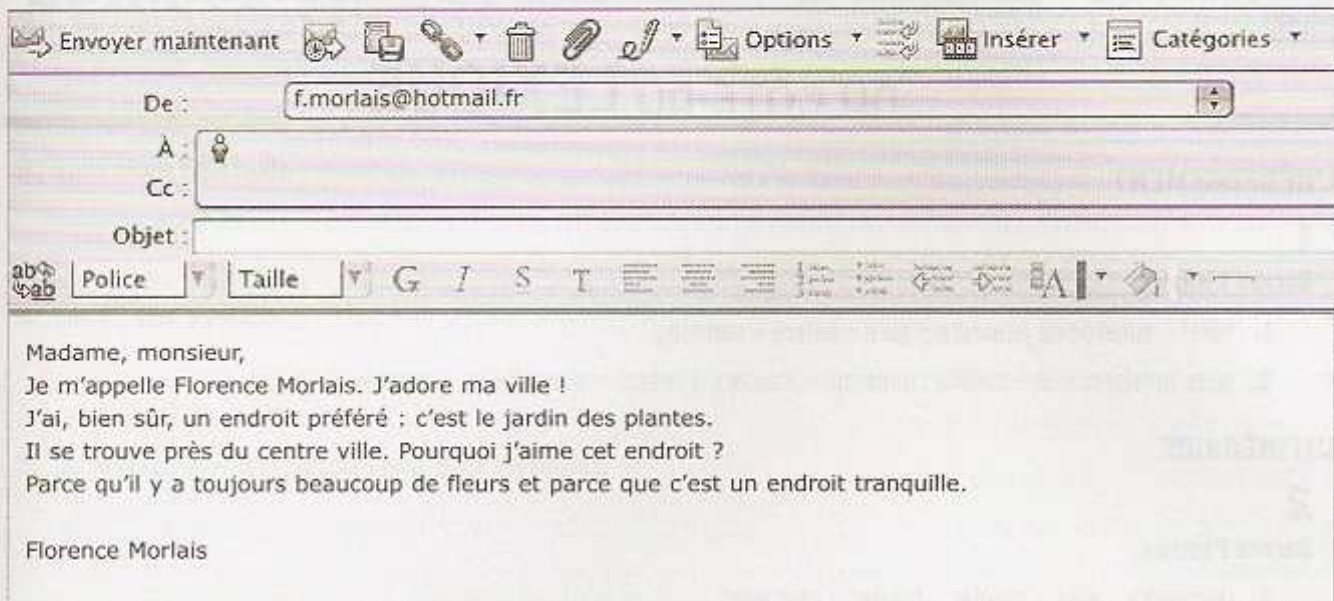 Envoyer maintenant Options Insérer Catégories
De : f.morlais@hotmail.fr
À :
Cc :
Objet :
Police Taille G I S T
Madame, monsieur,
Je m'appelle Florence Morlais. J'adore ma ville !
J'ai, bien sûr, un endroit préféré : c'est le jardin des plantes.
Il se trouve près du centre ville. Pourquoi j'aime cet endroit ?
Parce qu'il y a toujours beaucoup de fleurs et parce que c'est un endroit tranquille.
Florence Morlais